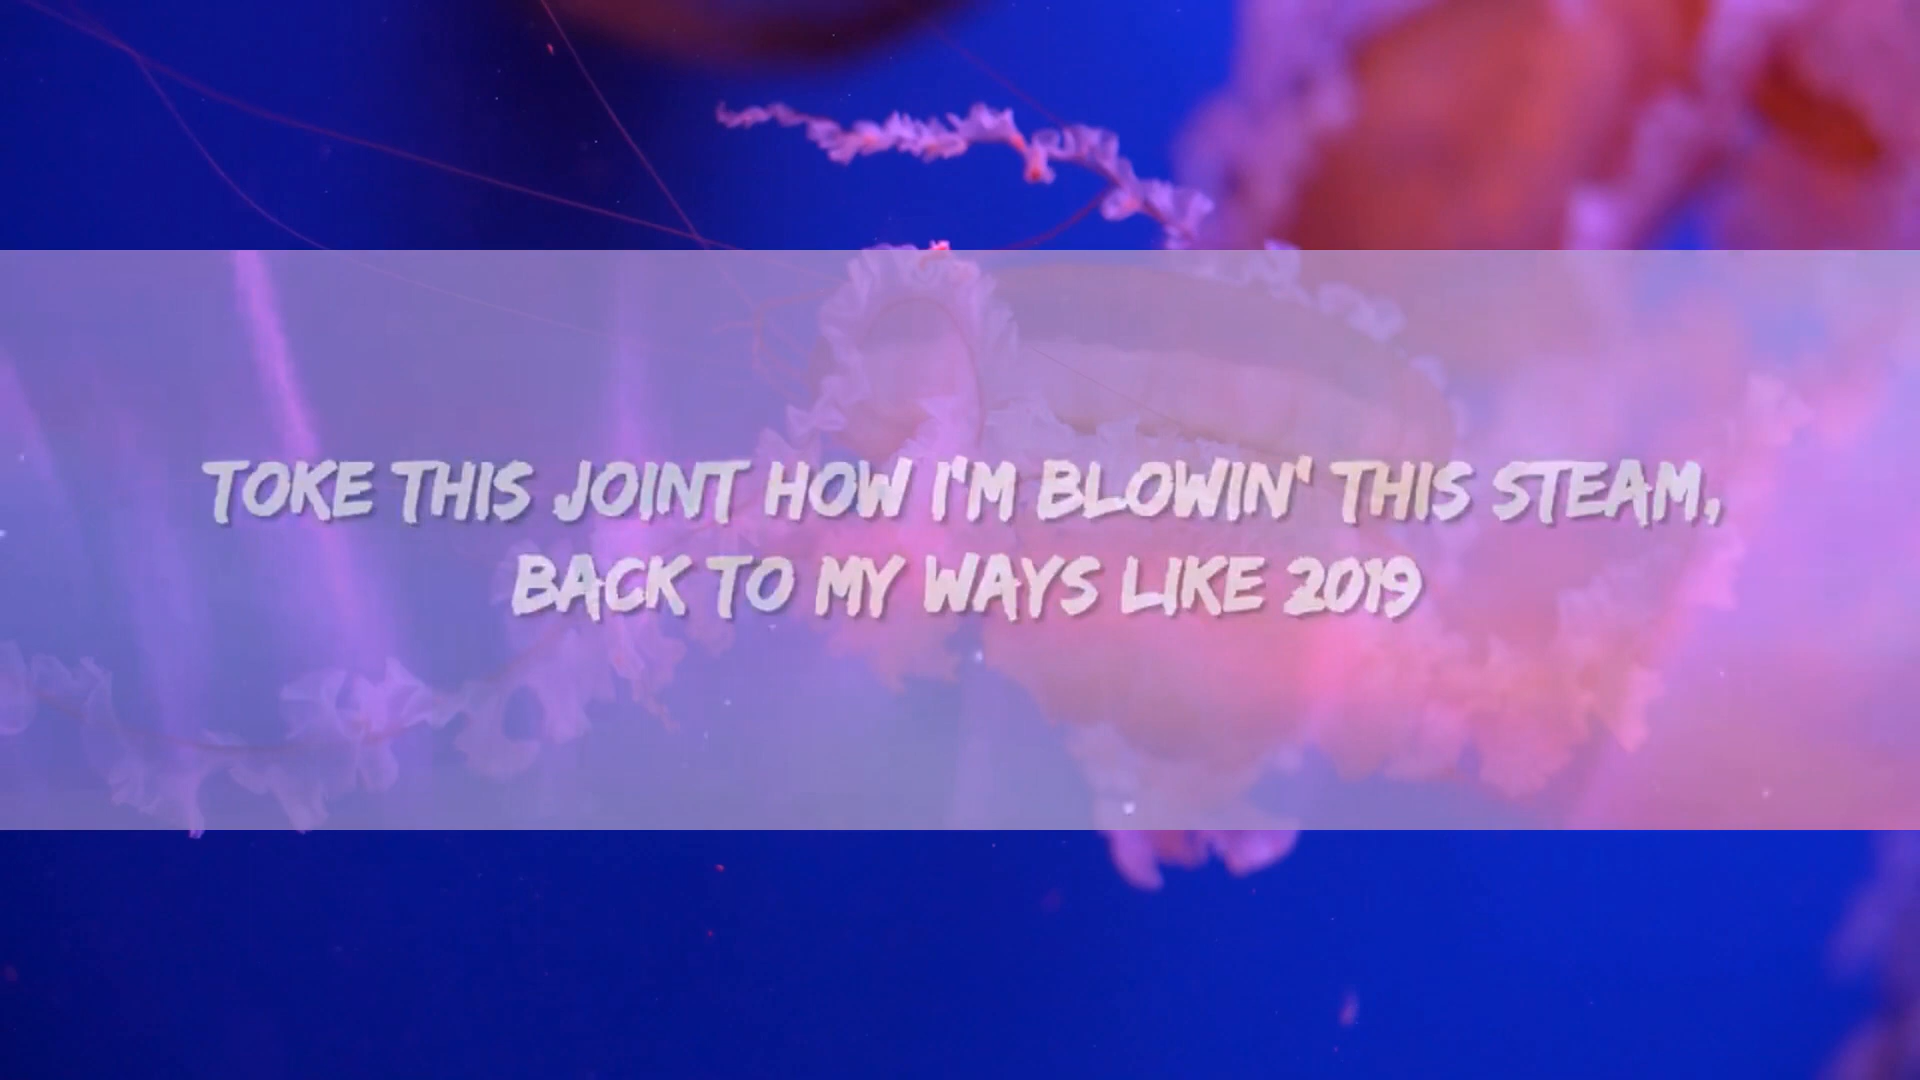 TOKE THIS JOINT HOW I'M BLOWIN' THIS STEAM,
BACK TO MY WAYS LIKE 2019